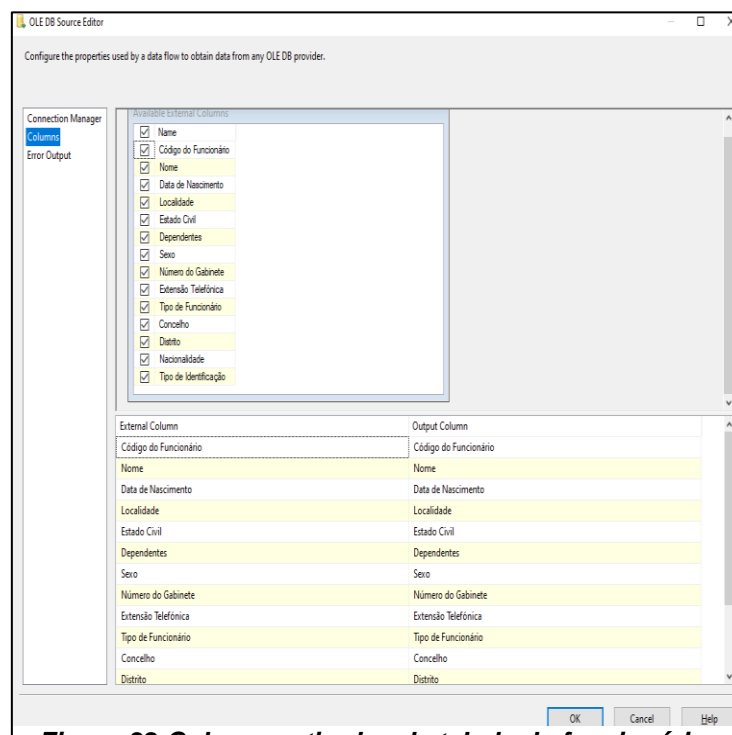 OLE DB Source Editor
Configure the properties used by a data flow to obtain data from any OLE DB provider.
Connection Manager
Columns
Error Output
Available External Columns
Name
Código do Funcionário
Nome
Data de Nascimento
Localidade
Estado Civil
Dependentes
Sexo
Número do Gabinete
Extensão Telefónica
Tipo de Funcionário
Concelho
Distrito
Nacionalidade
Tipo de Identificação
External Column Output Column
Código do Funcionário Código do Funcionário
Nome Nome
Data de Nascimento Data de Nascimento
Localidade Localidade
Estado Civil Estado Civil
Dependentes Dependentes
Sexo Sexo
Número do Gabinete Número do Gabinete
Extensão Telefónica Extensão Telefónica
Tipo de Funcionário Tipo de Funcionário
Concelho Concelho
Distrito Distrito
OK Cancel Help